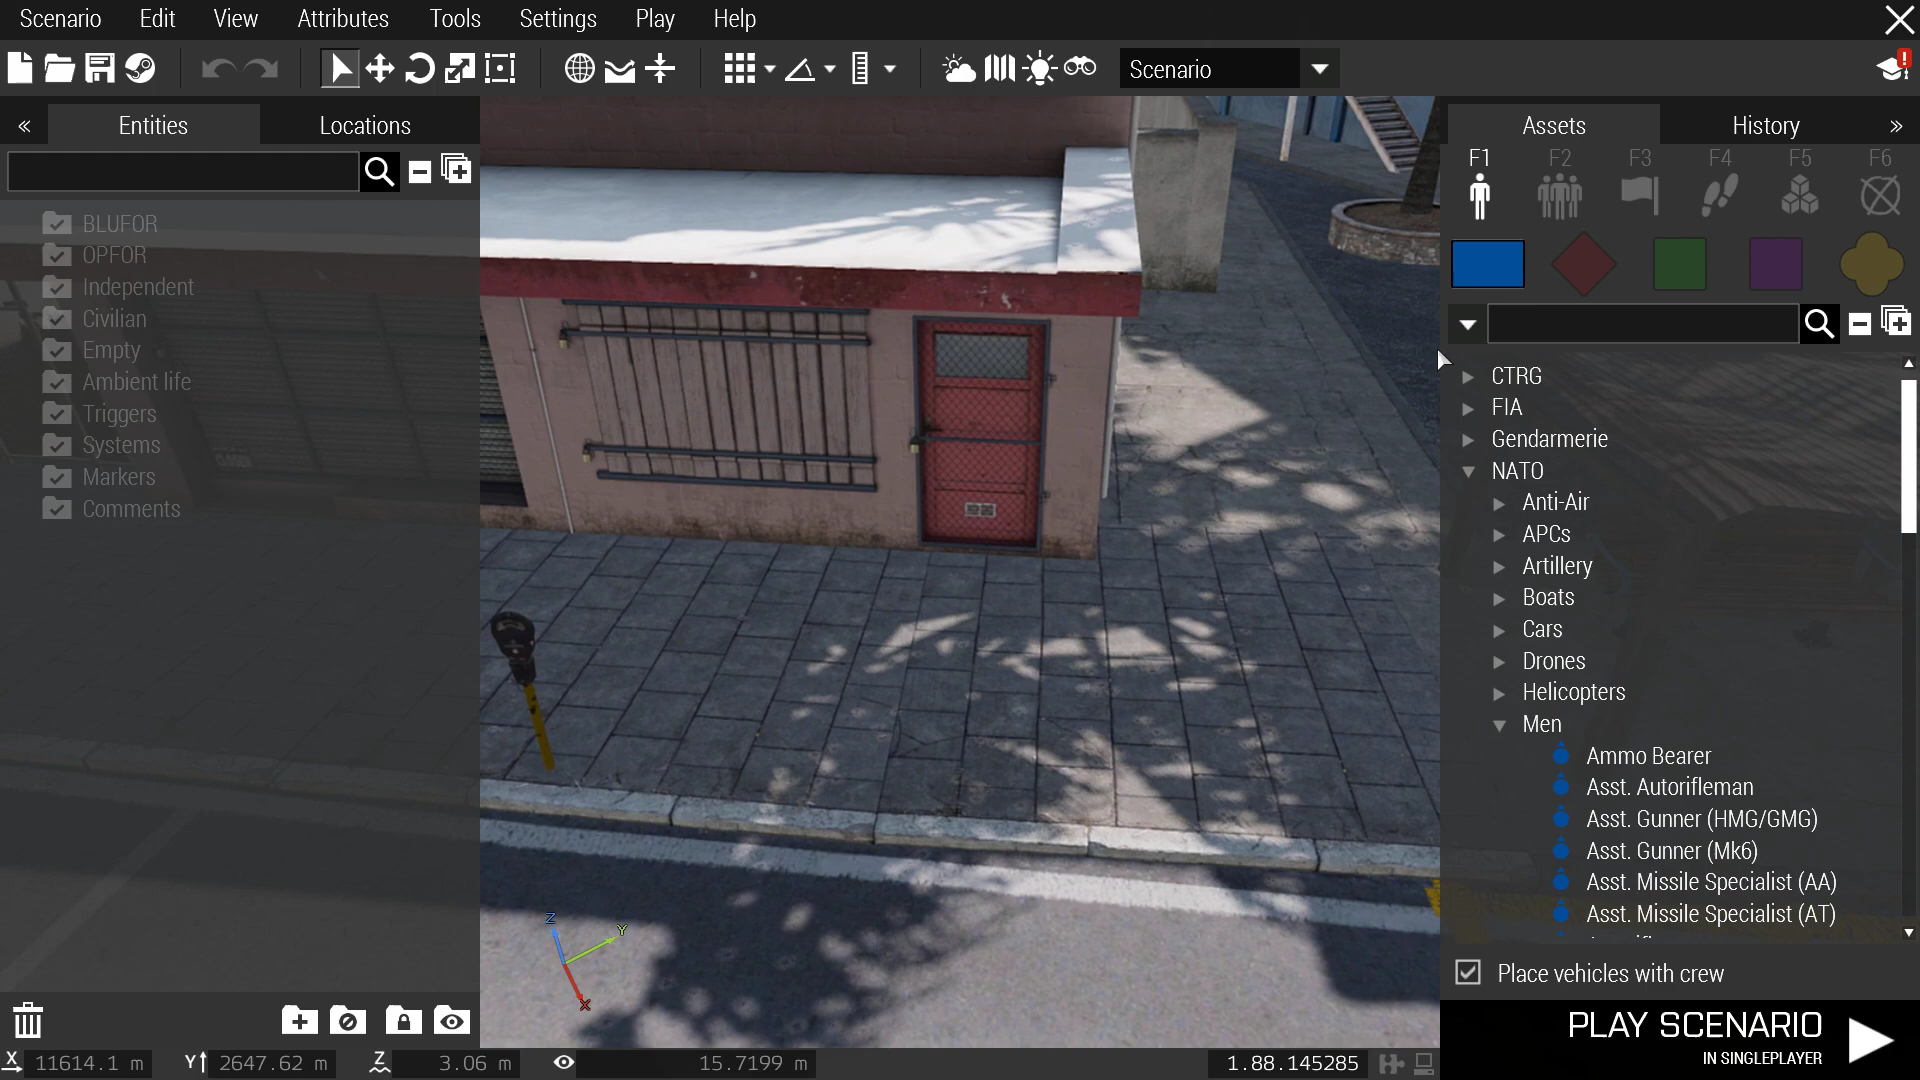 Scenario Edit View Attributes Tools Settings Play Help
Scenario
Entities Locations
BLUFOR
OPFOR
Independent
Civilian
Empty
Ambient life
Triggers
Systems
Markers
Comments
Z
Y
X
Assets History
F1 F2 F3 F4 F5 F6
CTRG
FIA
Gendarmerie
NATO
Anti-Air
APCs
Artillery
Boats
Cars
Drones
Helicopters
Men
Ammo Bearer
Asst. Autorifleman
Asst. Gunner (HMG/GMG)
Asst. Gunner (Mk6)
Asst. Missile Specialist (AA)
Asst. Missile Specialist (AT)
Place vehicles with crew
PLAY SCENARIO
IN SINGLEPLAYER
X 11614.1 m Y 2647.62 m Z 3.06 m 15.7199 m 1.88.145285